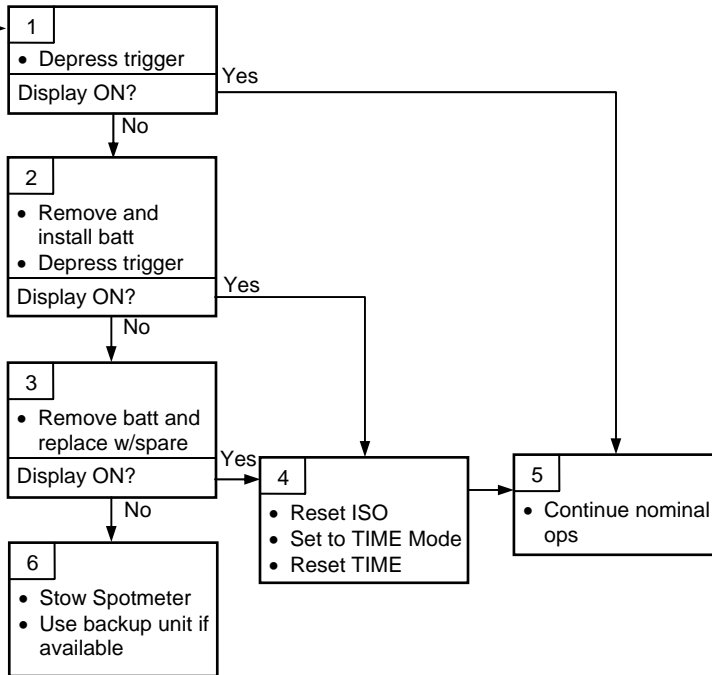 1
• Depress trigger
Display ON?
Yes
No
2
• Remove and
install batt
• Depress trigger
Display ON?
Yes
No
3
• Remove batt and
replace w/spare
Display ON?
Yes
No
4
• Reset ISO
• Set to TIME Mode
• Reset TIME
5
• Continue nominal
ops
6
• Stow Spotmeter
• Use backup unit if
available